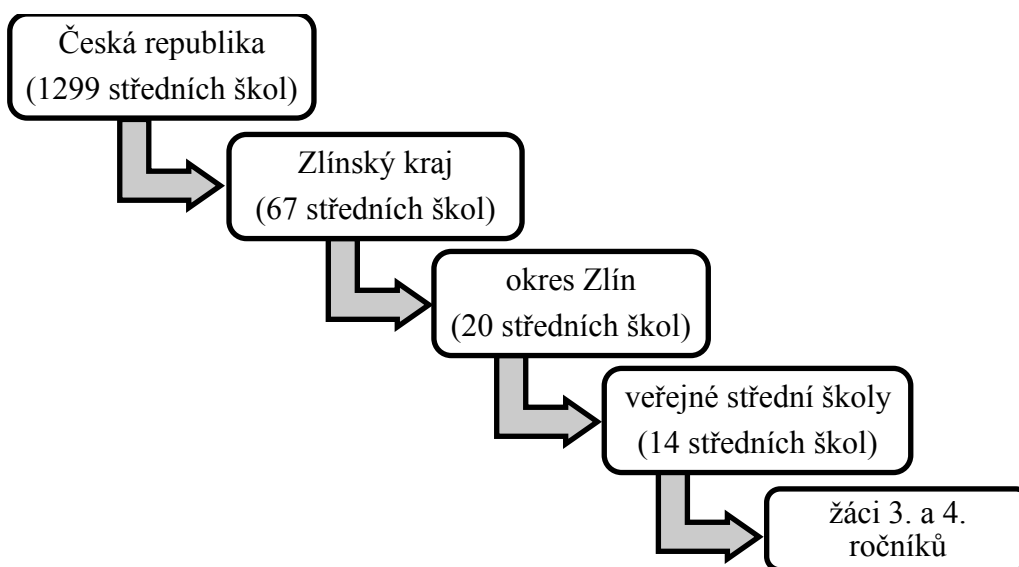 Česká republika
(1299 středních škol)
Zlínský kraj
(67 středních škol)
okres Zlín
(20 středních škol)
veřejné střední školy
(14 středních škol)
žáci 3. a 4.
ročníků